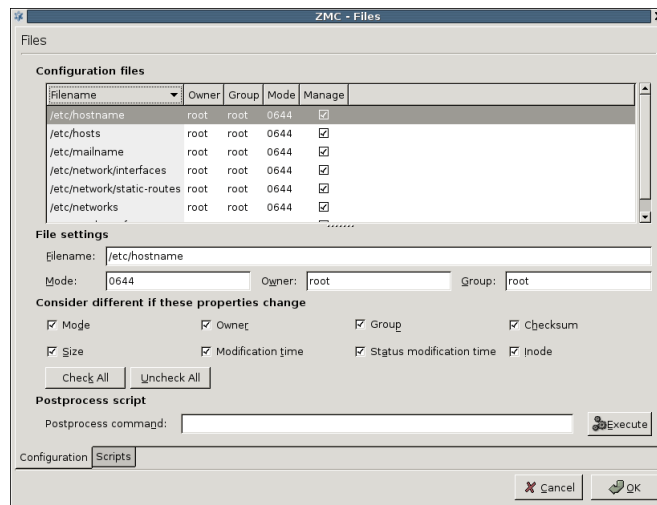 ZMC - Files
Files
Configuration files
Filename Owner Group Mode Manage
/etc/hostname root root 0644
/etc/hosts root root 0644
/etc/mailname root root 0644
/etc/network/interfaces root root 0644
/etc/network/static-routes root root 0644
/etc/networks root root 0644
File settings
Filename: /etc/hostname
Mode: 0644 Owner: root Group: root
Consider different if these properties change
Mode Owner Group Checksum
Size Modification time Status modification time Inode
Check All Uncheck All
Postprocess script
Postprocess command: Execute
Configuration Scripts
Cancel OK